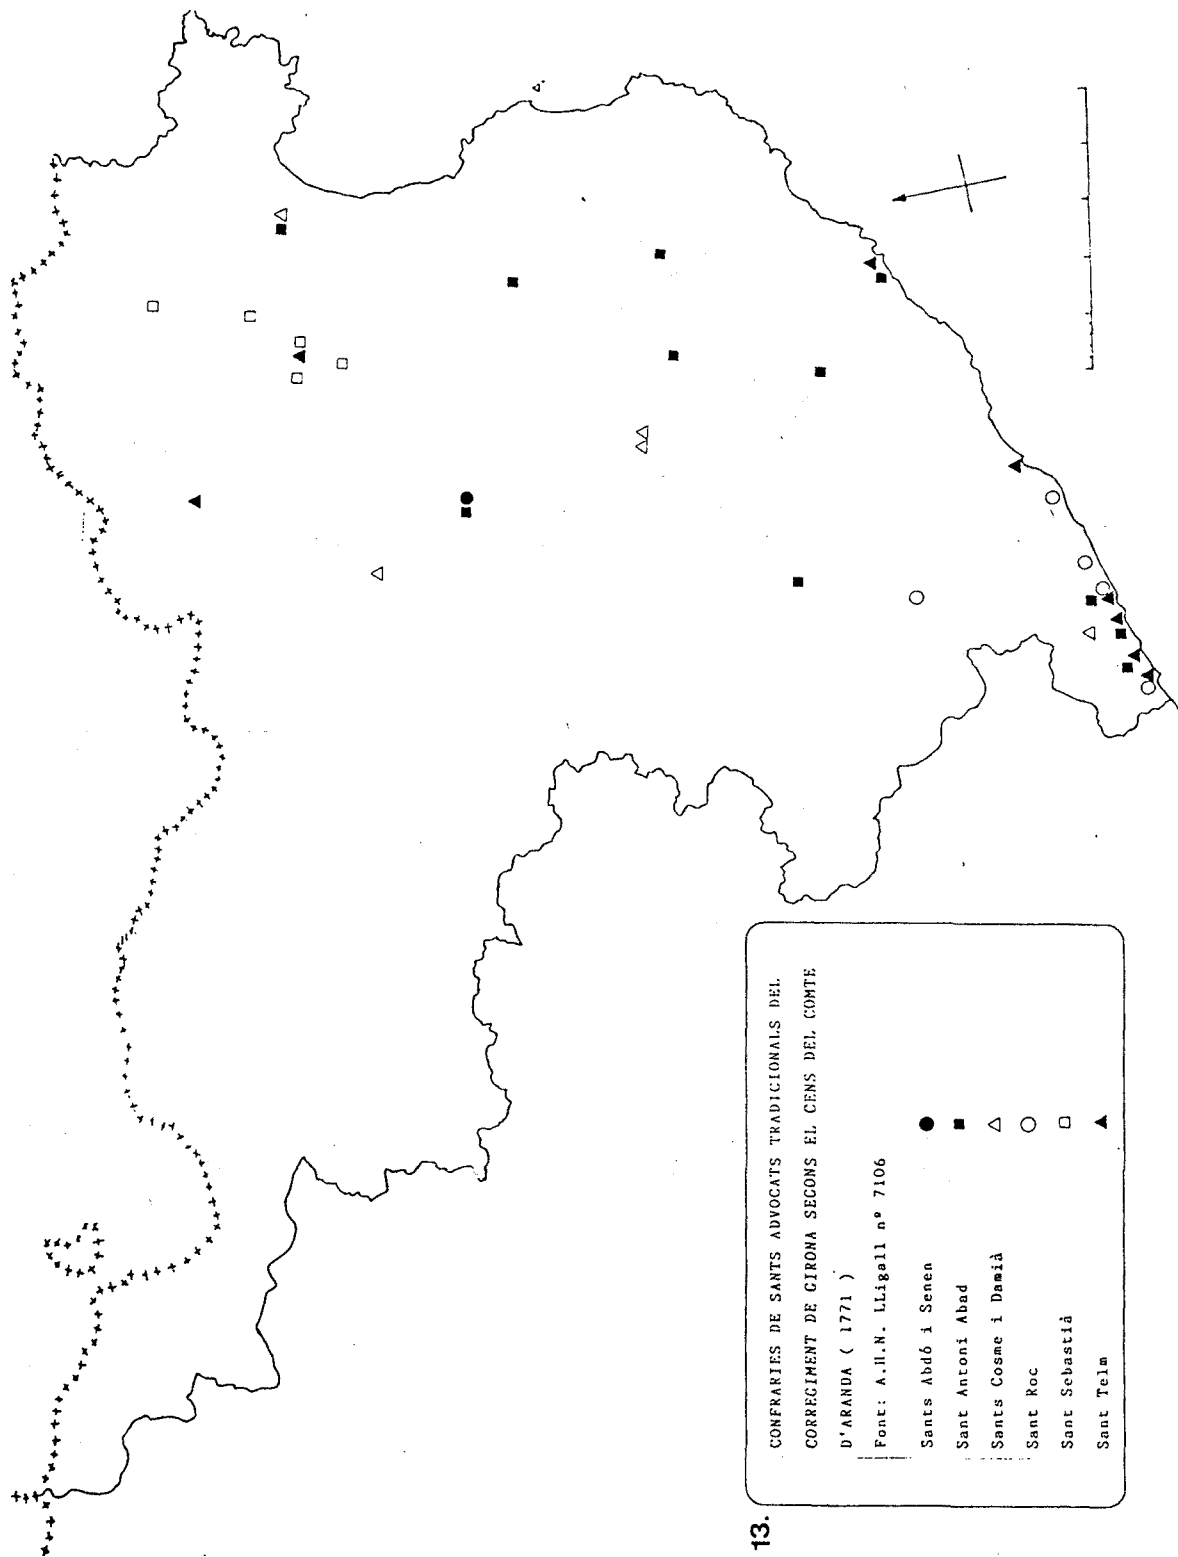 13.
CONFRARIES DE SANTS ADVOCATS TRADICIONALS DEL
CORREGIMENT DE GIRONA SEGONS EL CENS DEL COMTE
D'ARANDA ( 1771 )
Font: A.H.N. LLigall nº 7106
Sants Abdó i Senen
Sant Antoni Abad
Sants Cosme i Damià
Sant Roc
Sant Sebastià
Sant Telm